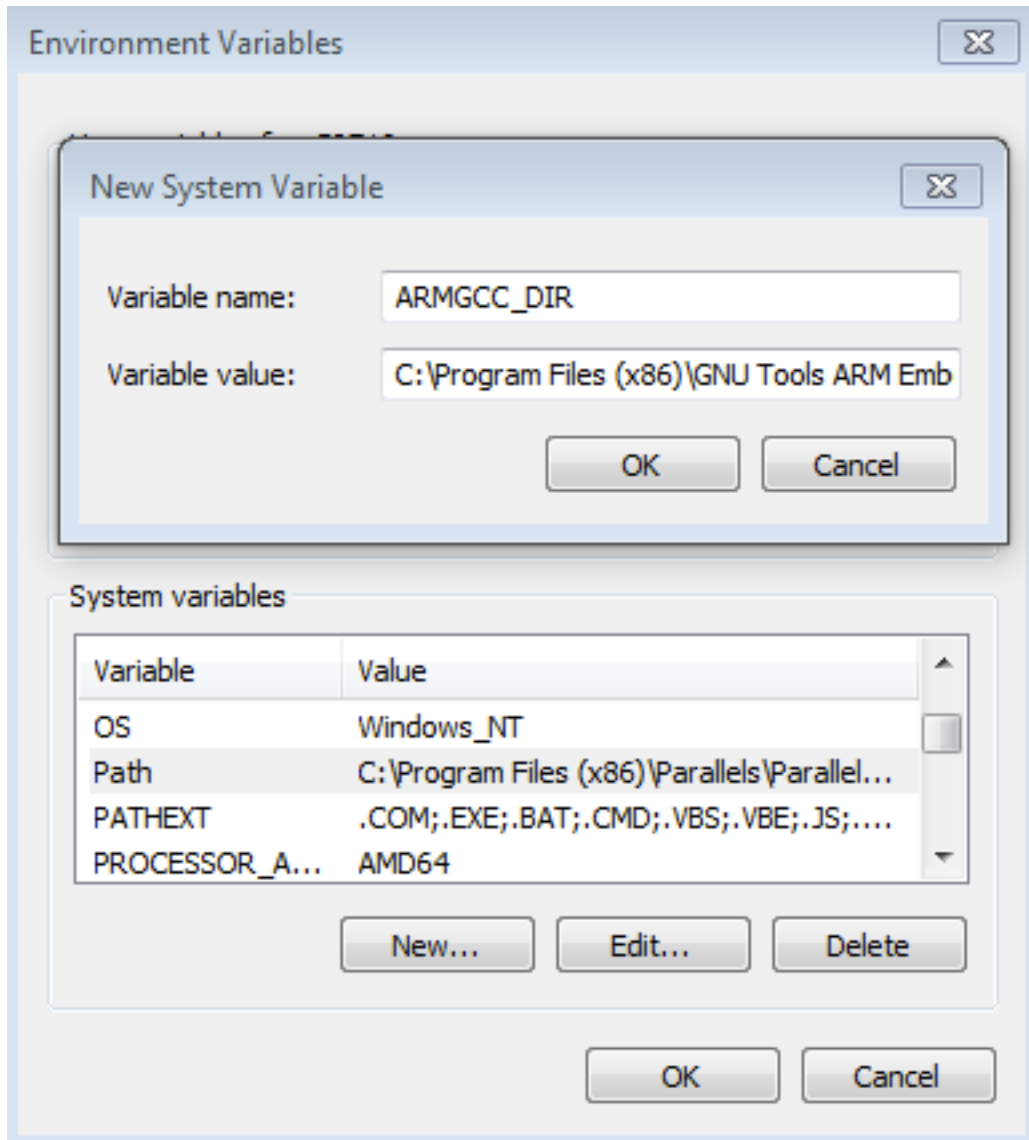 Environment Variables
New System Variable
Variable name: ARMGCC_DIR
Variable value: C:\Program Files (x86)\GNU Tools ARM Emb
OK Cancel
System variables
Variable Value
OS Windows_NT
Path C:\Program Files (x86)\Parallels\Parallel...
PATHEXT .COM;.EXE;.BAT;.CMD;.VBS;.VBE;.JS;....
PROCESSOR_A... AMD64
New... Edit... Delete
OK Cancel